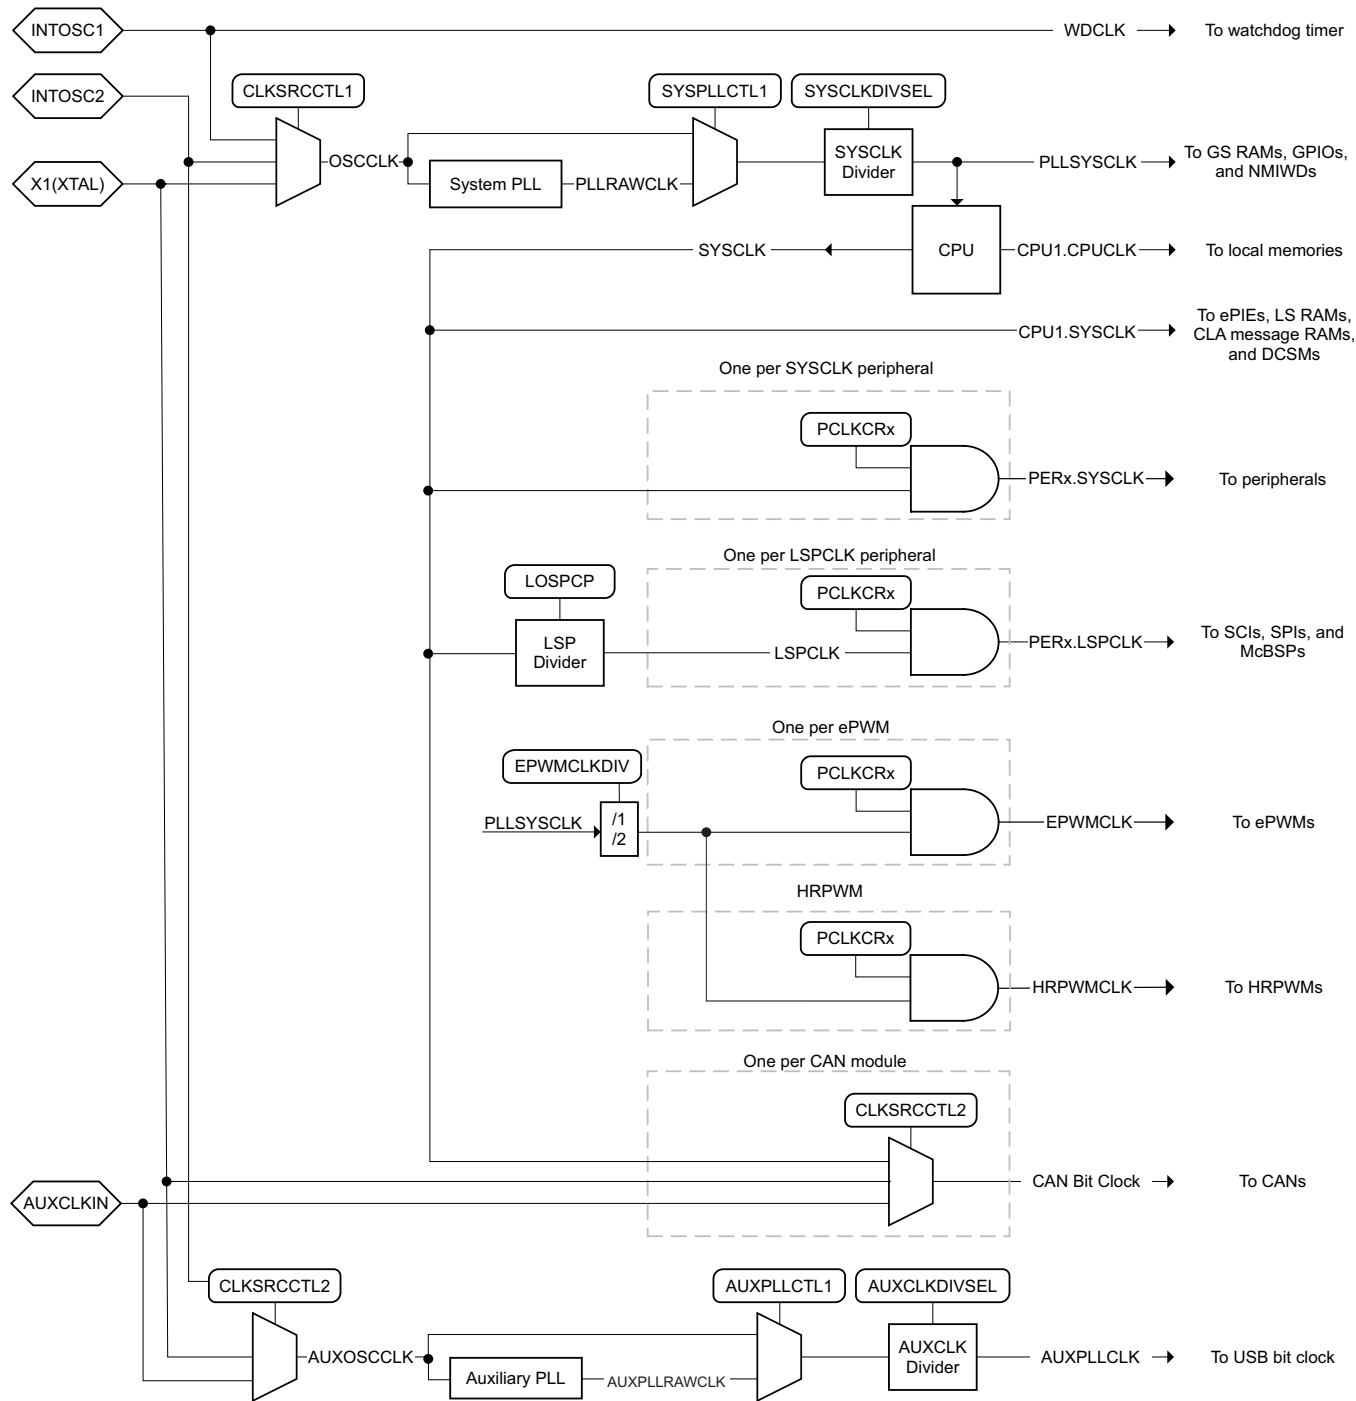 INTOSC1
WDCLK
To watchdog timer
INTOSC2
CLKSRCCTL1
SYSPLLCTL1
SYSCLKDIVSEL
X1(XTAL)
OSCCLK
System PLL
PLLRAWCLK
SYSCLK
Divider
PLLSYSCLK
To GS RAMs, GPIOs,
and NMIWDs
SYSCLK
CPU
CPU1.CPUCLK
To local memories
CPU1.SYSCLK
To ePIEs, LS RAMs,
CLA message RAMs,
and DCSMs
One per SYSCLK peripheral
PCLKCRx
PERx.SYSCLK
To peripherals
One per LSPCLK peripheral
LOSPCP
PCLKCRx
LSP
Divider
LSPCLK
PERx.LSPCLK
To SCIs, SPIs, and
McBSPs
One per ePWM
EPWMCLKDIV
PCLKCRx
PLLSYSCLK
/1
/2
EPWMCLK
To ePWMs
HRPWM
PCLKCRx
HRPWMCLK
To HRPWMs
One per CAN module
CLKSRCCTL2
AUXCLKIN
CAN Bit Clock
To CANs
CLKSRCCTL2
AUXPLLCTL1
AUXCLKDIVSEL
AUXOSCCLK
Auxiliary PLL
AUXPLLRAWCLK
AUXCLK
Divider
AUXPLLCLK
To USB bit clock